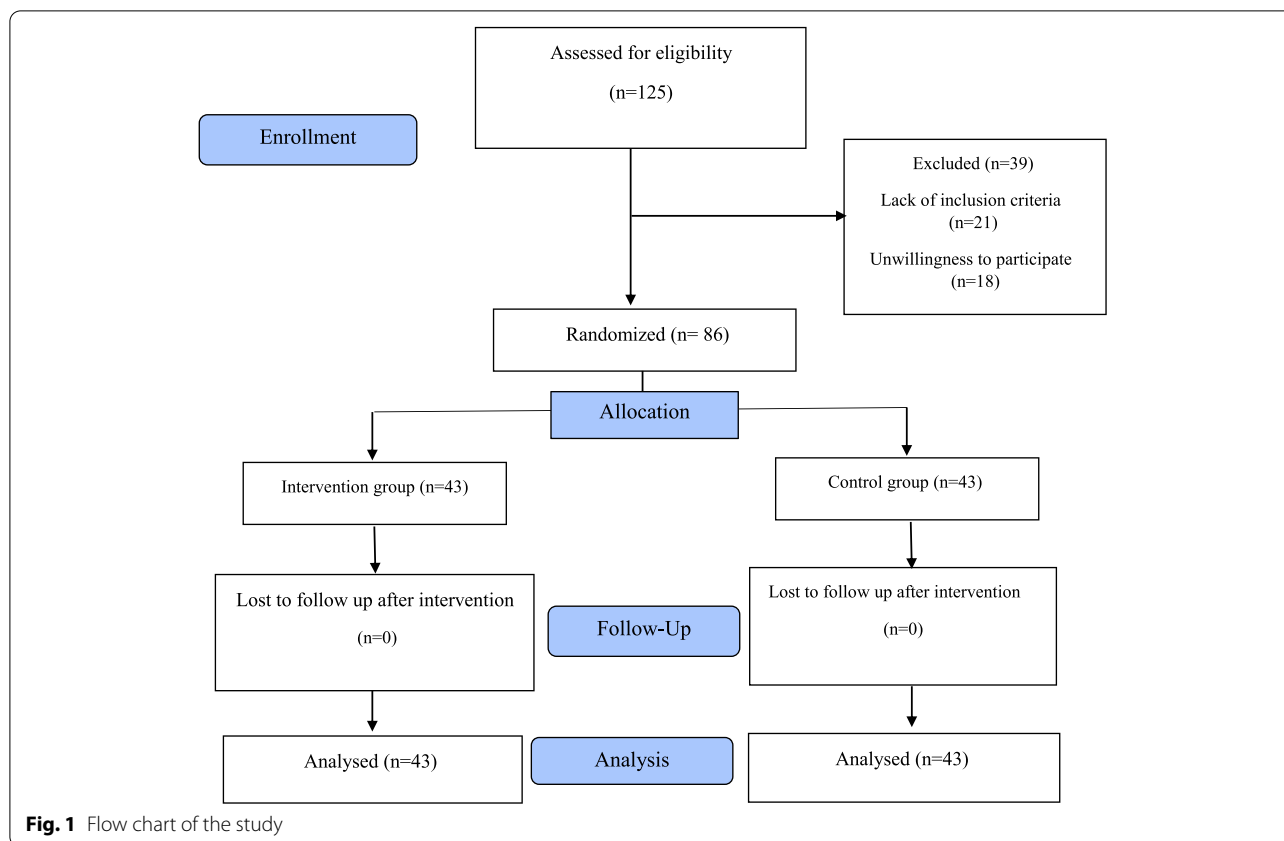 Assessed for eligibility
(n=125)
Enrollment
Excluded (n=39)
Lack of inclusion criteria
(n=21)
Unwillingness to participate
(n=18)
Randomized (n= 86)
Allocation
Intervention group (n=43)
Control group (n=43)
Lost to follow up after intervention
(n=0)
Follow-Up
Lost to follow up after intervention
(n=0)
Analysed (n=43)
Analysis
Analysed (n=43)
Fig. 1 Flow chart of the study